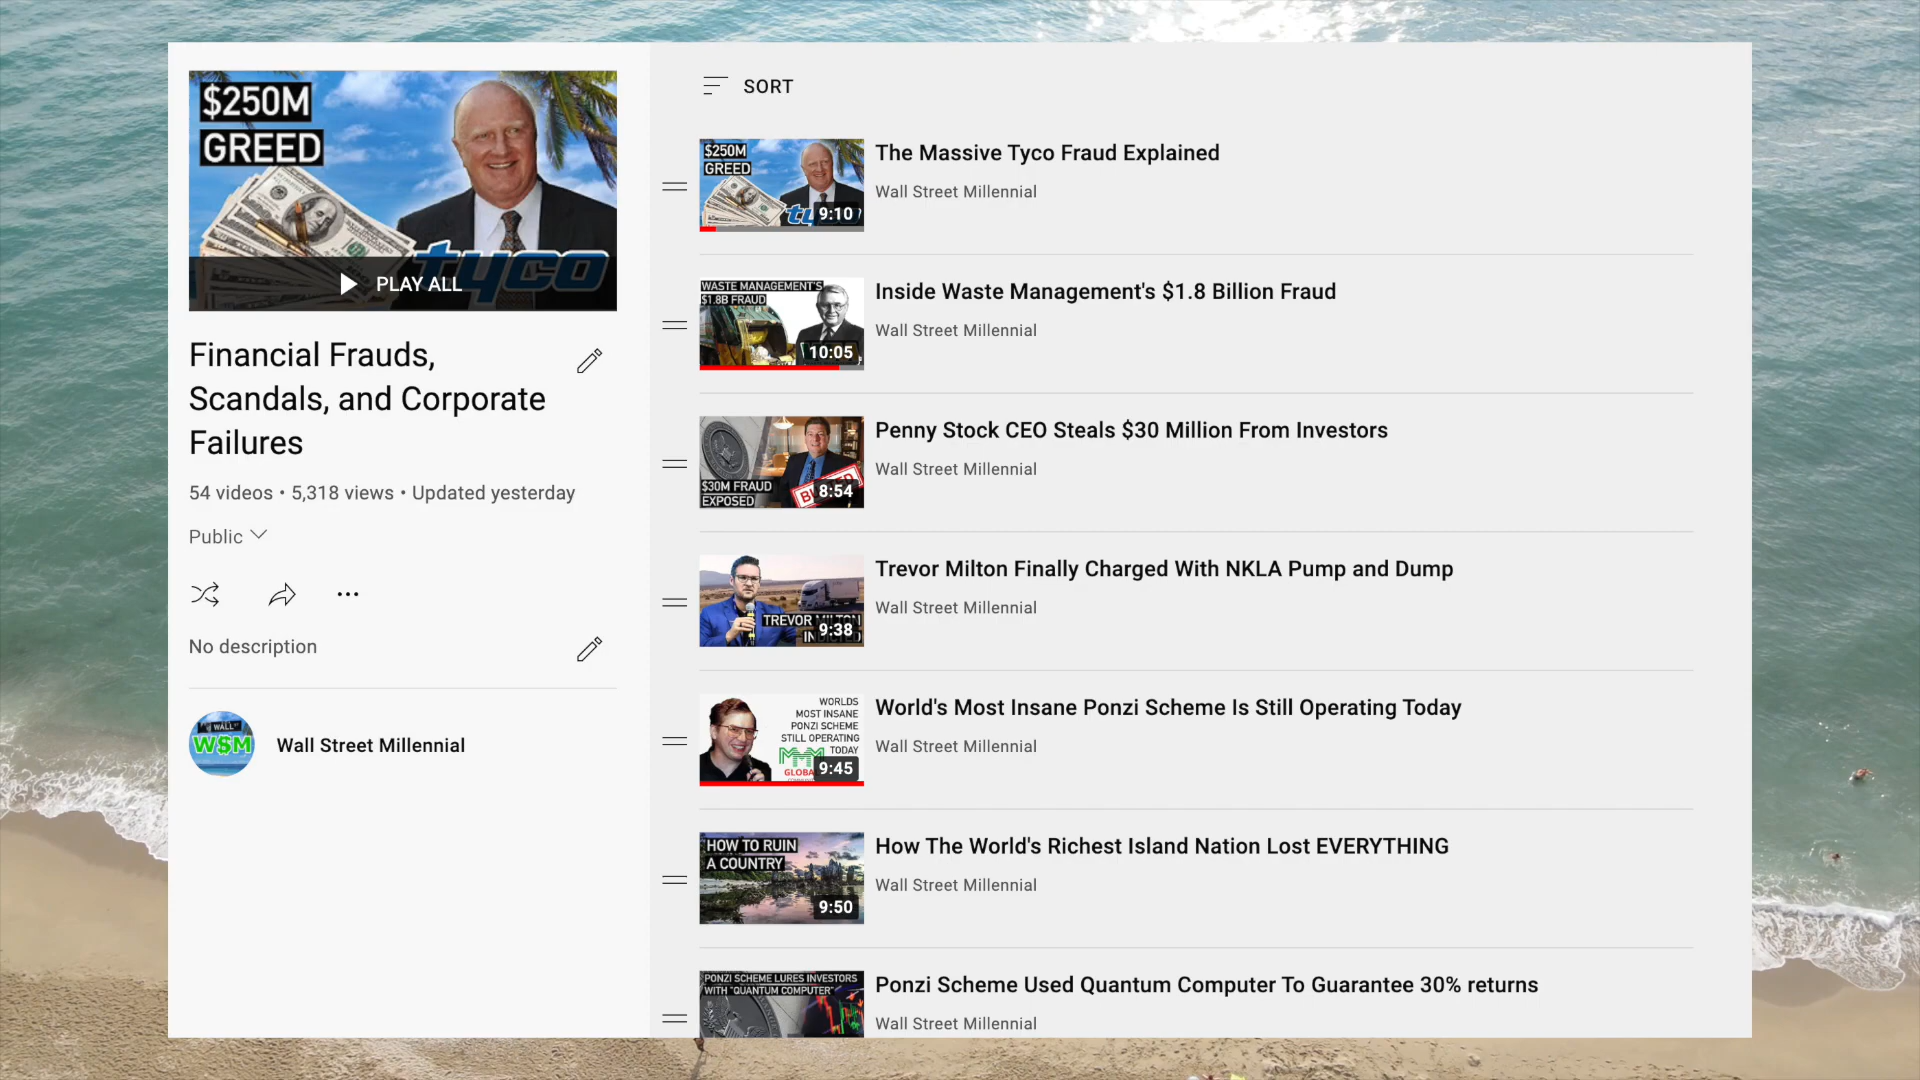 $250M
GREED
tyco
PLAY ALL
Financial Frauds,
Scandals, and Corporate
Failures
54 videos • 5,318 views • Updated yesterday
Public
No description
WALL
W$M
Wall Street Millennial
SORT
$250M
GREED
9:10
The Massive Tyco Fraud Explained
Wall Street Millennial
WASTE MANAGEMENT'S
$1.8B FRAUD
10:05
Inside Waste Management's $1.8 Billion Fraud
Wall Street Millennial
$30M FRAUD
EXPOSED
8:54
Penny Stock CEO Steals $30 Million From Investors
Wall Street Millennial
TREVOR MILTON
9:38
Trevor Milton Finally Charged With NKLA Pump and Dump
Wall Street Millennial
WORLDS
MOST INSANE
PONZI SCHEME
STILL OPERATING
TODAY
MMM
9:45
World's Most Insane Ponzi Scheme Is Still Operating Today
Wall Street Millennial
HOW TO RUIN
A COUNTRY
9:50
How The World's Richest Island Nation Lost EVERYTHING
Wall Street Millennial
PONZI SCHEME LURES INVESTORS
WITH "QUANTUM COMPUTER"
Ponzi Scheme Used Quantum Computer To Guarantee 30% returns
Wall Street Millennial